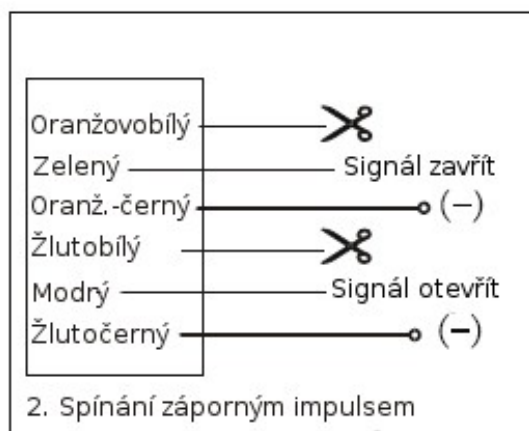 Oranžovobílý
Zelený Signál zavřít
Oranž.-černý (−)
Žlutobílý
Modrý Signál otevřít
Žlutočerný (−)
2. Spínání záporným impulsem